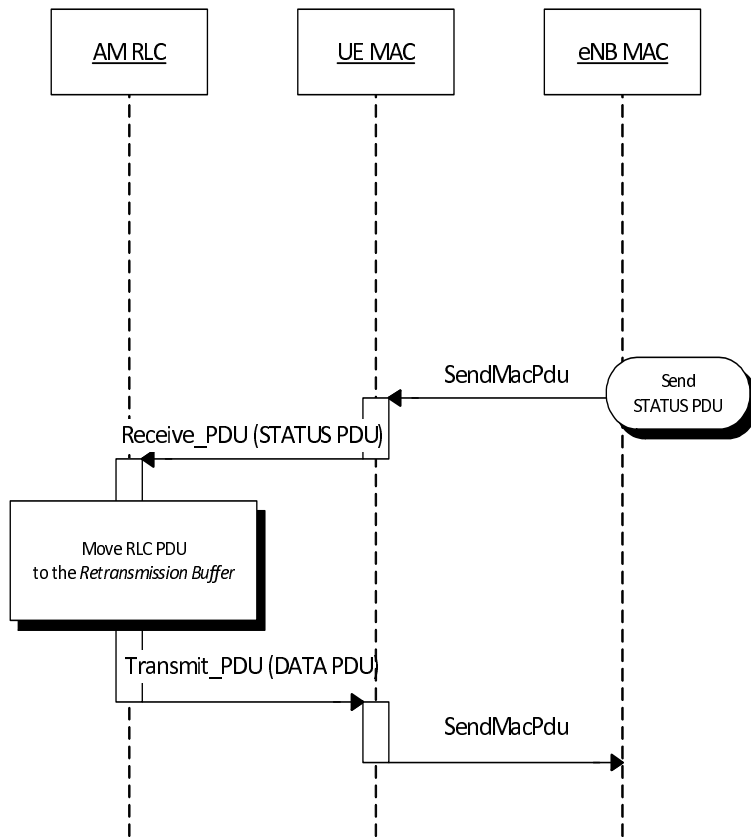 AM RLC
UE MAC
eNB MAC
SendMacPdu
Send
STATUS PDU
Receive_PDU (STATUS PDU)
Move RLC PDU
to the Retransmission Buffer
Transmit_PDU (DATA PDU)
SendMacPdu